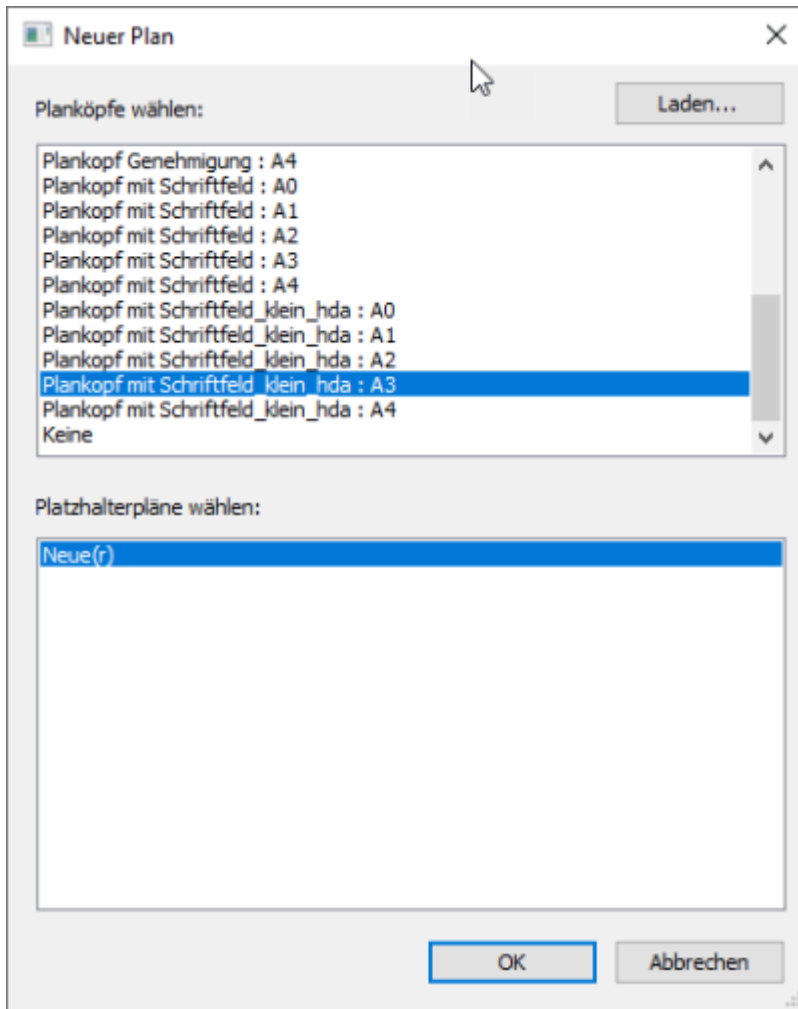 Neuer Plan
Planköpfe wählen:
Laden...
Plankopf Genehmigung : A4
Plankopf mit Schriftfeld : A0
Plankopf mit Schriftfeld : A1
Plankopf mit Schriftfeld : A2
Plankopf mit Schriftfeld : A3
Plankopf mit Schriftfeld : A4
Plankopf mit Schriftfeld_klein_hda : A0
Plankopf mit Schriftfeld_klein_hda : A1
Plankopf mit Schriftfeld_klein_hda : A2
Plankopf mit Schriftfeld_klein_hda : A3
Plankopf mit Schriftfeld_klein_hda : A4
Keine
Platzhalterpläne wählen:
Neue(r)
OK
Abbrechen